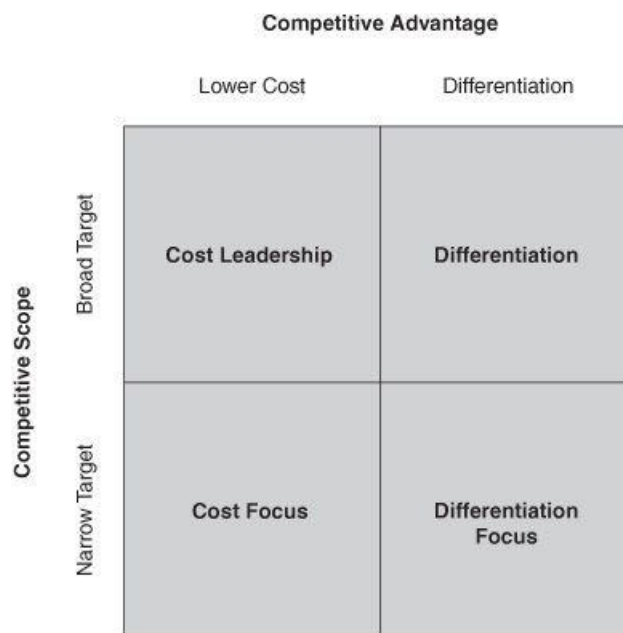 Competitive Advantage
Lower Cost
Differentiation
Competitive Scope
Broad Target
Cost Leadership
Differentiation
Narrow Target
Cost Focus
Differentiation
Focus